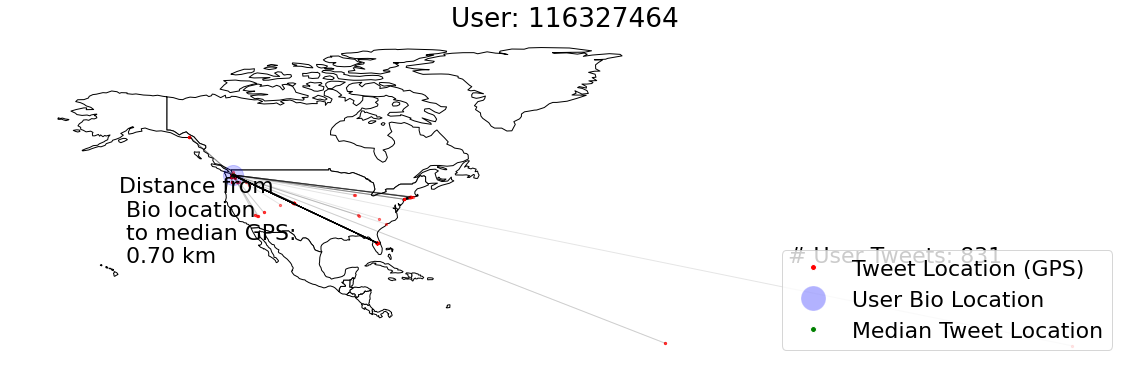 User: 116327464
Distance from
Bio location
to median GPS:
0.70 km
# User Tweets: 831
Tweet Location (GPS)
User Bio Location
Median Tweet Location